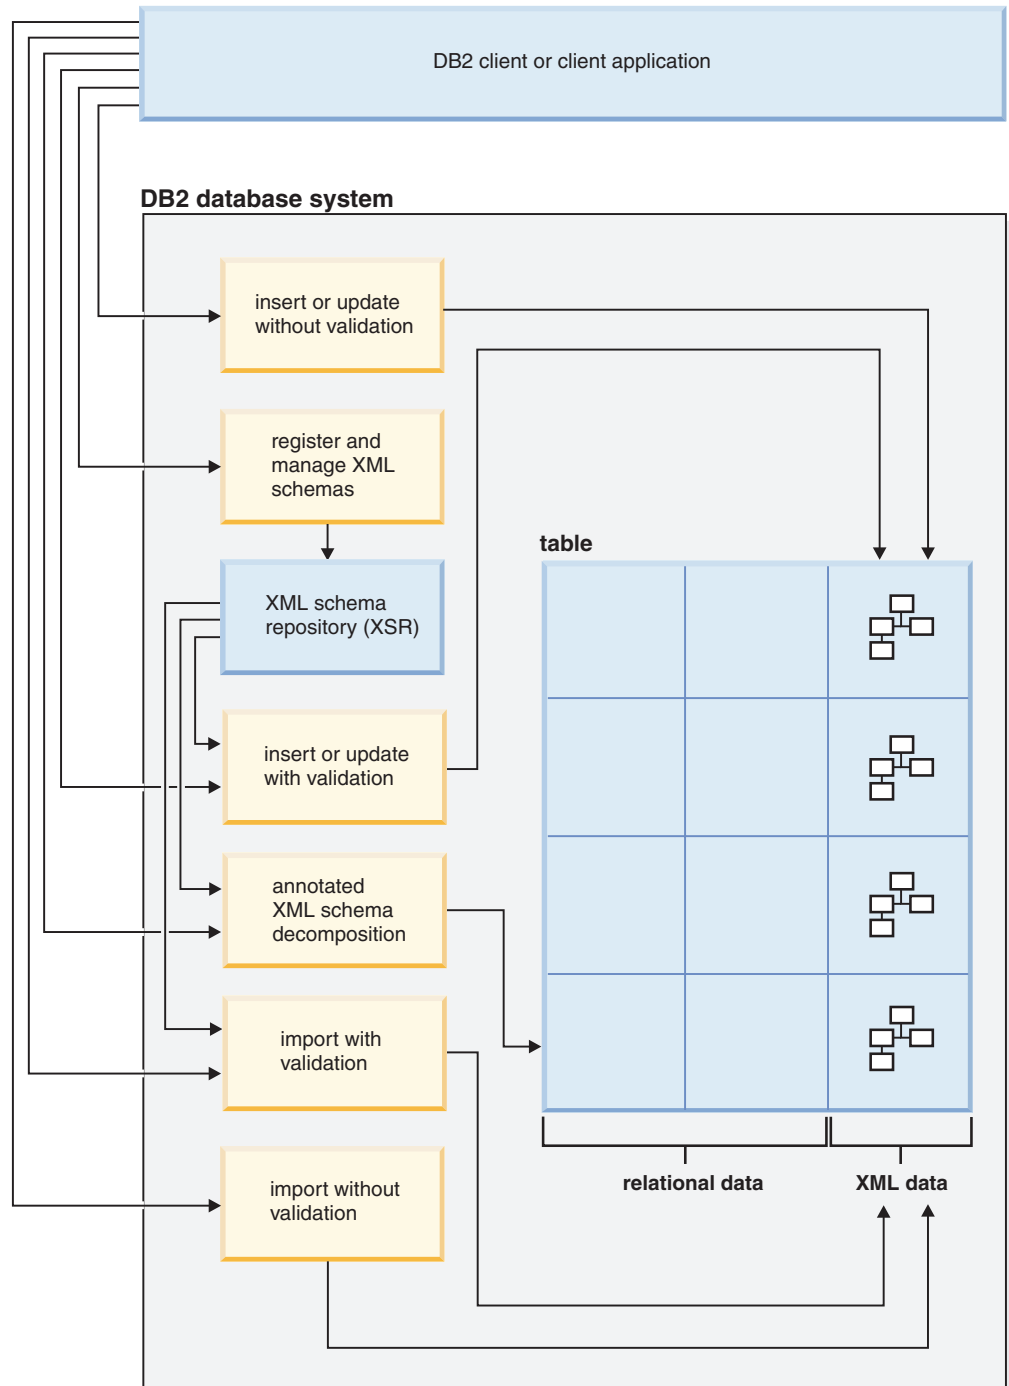 DB2 client or client application
DB2 database system
insert or update
without validation
register and
manage XML
schemas
table
XML schema
repository (XSR)
insert or update
with validation
annotated
XML schema
decomposition
import with
validation
relational data
XML data
import without
validation